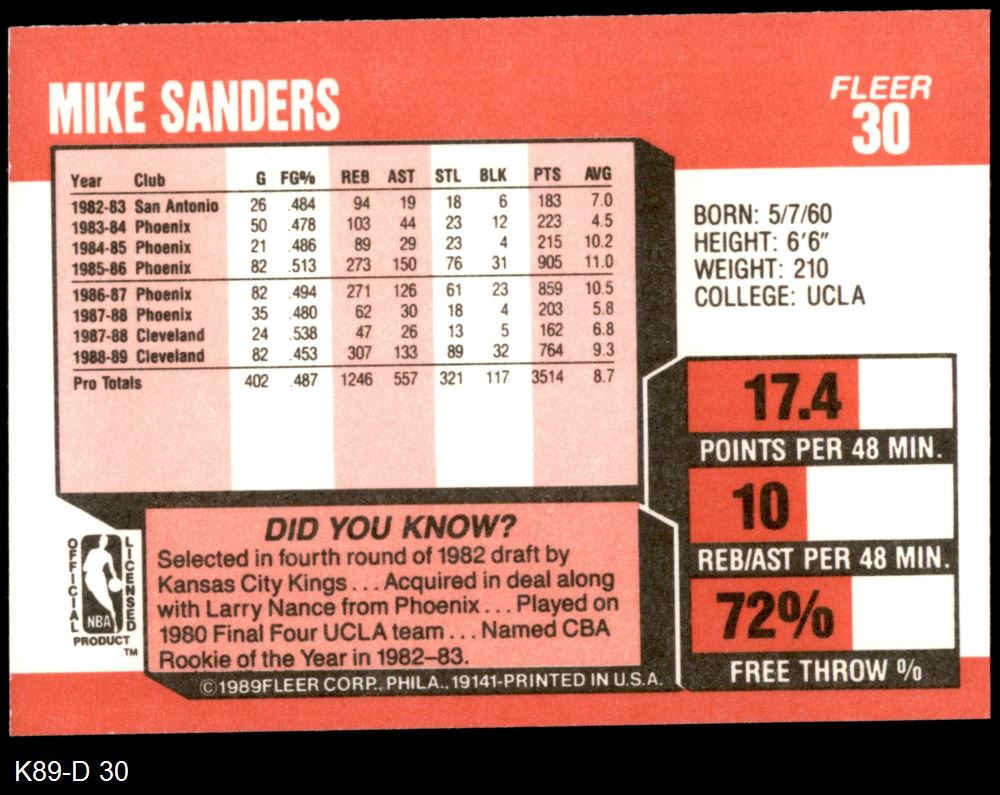 MIKE SANDERS
FLEER
30
Year Club G FG% REB AST STL BLK PTS AVG
1982-83 San Antonio 26 .484 94 19 18 6 183 7.0
1983-84 Phoenix 50 .478 103 44 23 12 223 4.5
1984-85 Phoenix 21 .486 89 29 23 4 215 10.2
1985-86 Phoenix 82 .513 273 150 76 31 905 11.0
1986-87 Phoenix 82 .494 271 126 61 23 859 10.5
1987-88 Phoenix 35 .480 62 30 18 4 203 5.8
1987-88 Cleveland 24 .538 47 26 13 5 162 6.8
1988-89 Cleveland 82 .453 307 133 89 32 764 9.3
Pro Totals 402 .487 1246 557 321 117 3514 8.7
BORN: 5/7/60
HEIGHT: 6'6"
WEIGHT: 210
COLLEGE: UCLA
17.4
POINTS PER 48 MIN.
10
REB/AST PER 48 MIN.
72%
FREE THROW %
OFFICIAL
LICENSED
NBA
PRODUCT
TM
DID YOU KNOW?
Selected in fourth round of 1982 draft by
Kansas City Kings . . . Acquired in deal along
with Larry Nance from Phoenix . . . Played on
1980 Final Four UCLA team . . . Named CBA
Rookie of the Year in 1982–83.
©1989FLEER CORP., PHILA., 19141-PRINTED IN U.S.A.
K89-D 30